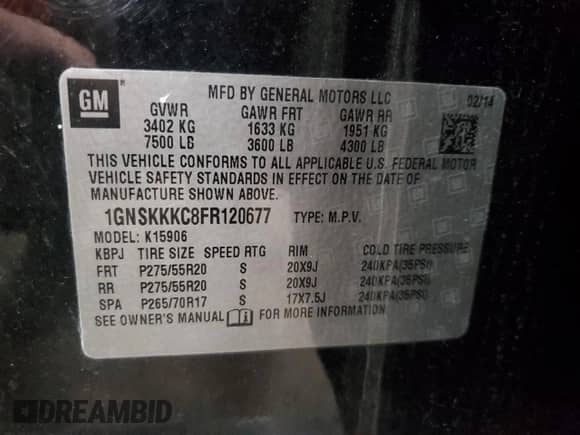 GM
MFD BY GENERAL MOTORS LLC 02/14
GVWR GAWR FRT GAWR RR
3402 KG 1633 KG 1951 KG
7500 LB 3600 LB 4300 LB
THIS VEHICLE CONFORMS TO ALL APPLICABLE U.S. FEDERAL MOTOR
VEHICLE SAFETY STANDARDS IN EFFECT ON THE DATE OF
MANUFACTURE SHOWN ABOVE.
1GNSKKKC8FR120677 TYPE: M.P.V.
MODEL: K15906
KBPJ TIRE SIZE SPEED RTG RIM COLD TIRE PRESSURE
FRT P275/55R20 S 20X9J 240KPA(35PSI)
RR P275/55R20 S 20X9J 240KPA(35PSI)
SPA P265/70R17 S 17X7.5J 240KPA(35PSI)
SEE OWNER'S MANUAL FOR MORE INFORMATION
DREAMBID